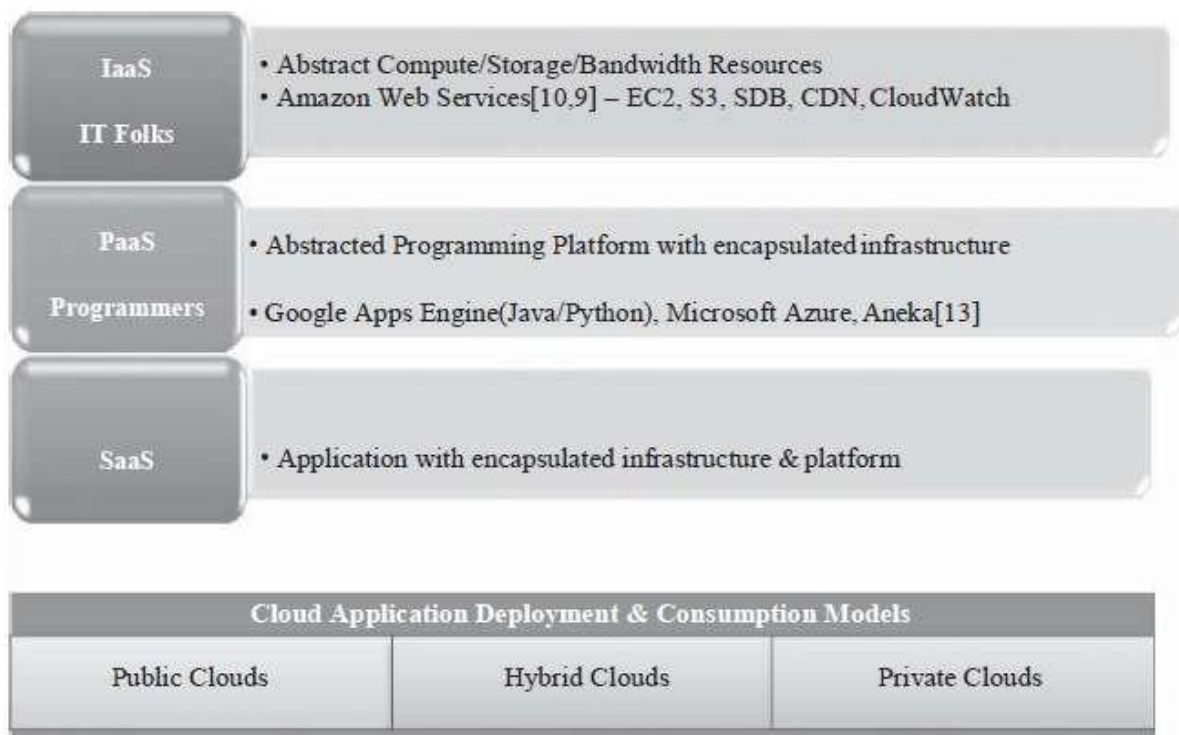 IaaS
IT Folks
• Abstract Compute/Storage/Bandwidth Resources
• Amazon Web Services[10,9] – EC2, S3, SDB, CDN, CloudWatch
PaaS
Programmers
• Abstracted Programming Platform with encapsulated infrastructure
• Google Apps Engine(Java/Python), Microsoft Azure, Aneka[13]
SaaS
• Application with encapsulated infrastructure & platform
Cloud Application Deployment & Consumption Models
Public Clouds
Hybrid Clouds
Private Clouds